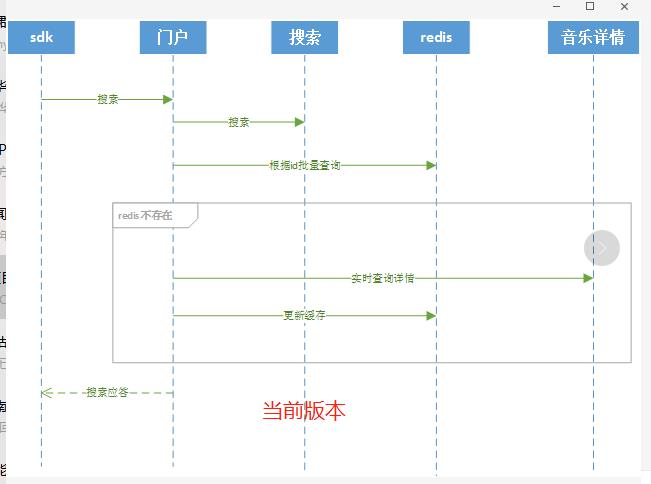 sdk
门户
搜索
redis
音乐详情
搜索
搜索
根据id批量查询
redis 不存在
实时查询详情
更新缓存
搜索应答
当前版本